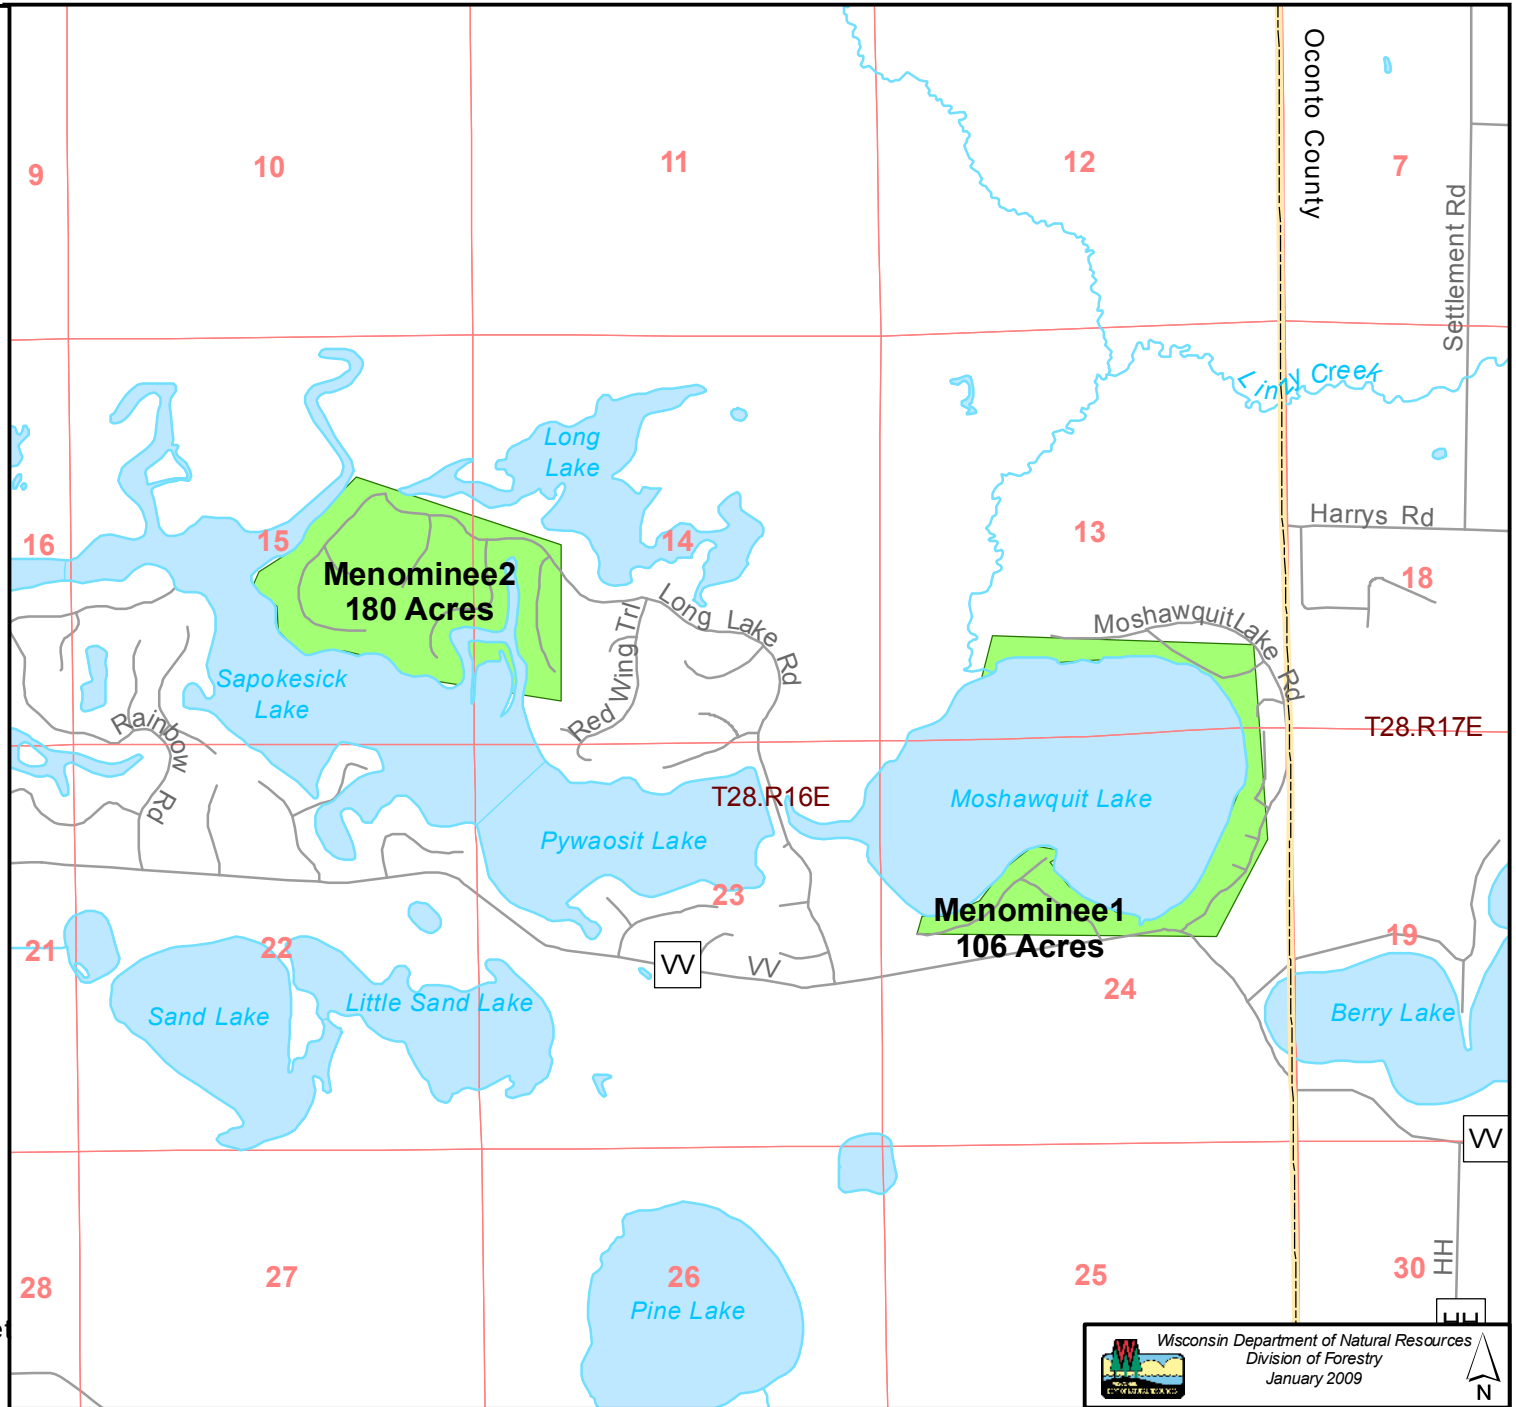 9
10
11
12
7
Oconto County
Settlement Rd
Linzy Creek
Long
Lake
16
15
14
13
18
Harrys Rd
Menominee2
180 Acres
Long Lake Rd
Red Wing Trl
Moshawquit Lake Rd
Sapokesick
Lake
Rainbow Rd
T28.R17E
T28.R16E
Moshawquit Lake
Pywaosit Lake
23
Menominee1
106 Acres
21
22
VV
VV
24
19
Sand Lake
Little Sand Lake
Berry Lake
VV
28
27
26
25
30
HH
Pine Lake
HH
Wisconsin Department of Natural Resources
Division of Forestry
January 2009
W
N